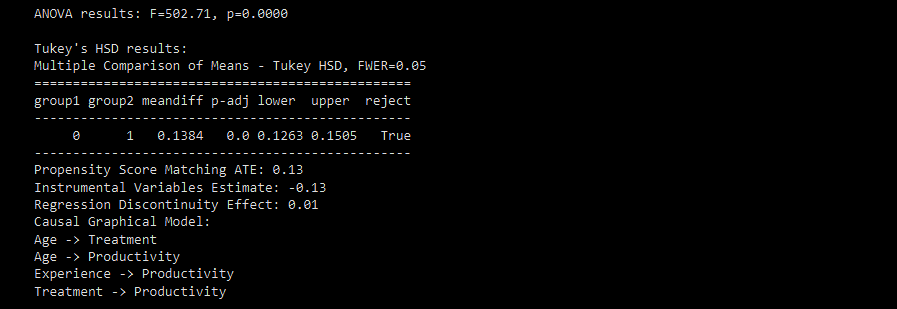 ANOVA results: F=502.71, p=0.0000
Tukey's HSD results:
Multiple Comparison of Means - Tukey HSD, FWER=0.05
===================================================
group1 group2 meandiff p-adj lower  upper  reject
---------------------------------------------------
     0      1   0.1384   0.0 0.1263 0.1505   True
---------------------------------------------------
Propensity Score Matching ATE: 0.13
Instrumental Variables Estimate: -0.13
Regression Discontinuity Effect: 0.01
Causal Graphical Model:
Age -> Treatment
Age -> Productivity
Experience -> Productivity
Treatment -> Productivity